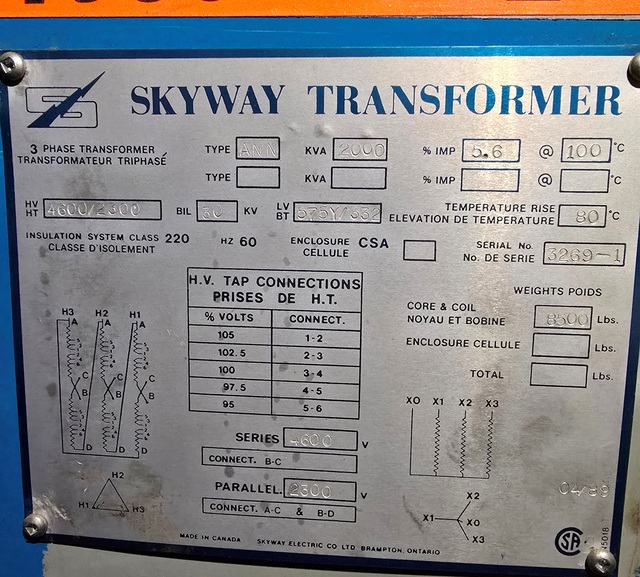 SKYWAY TRANSFORMER
3 PHASE TRANSFORMER
TRANSFORMATEUR TRIPHASÉ
TYPE ANN KVA 2000 % IMP 5.6 @ 100 °C
TYPE KVA % IMP @ °C
HV
HT 4600/2300 BIL 30 KV LV
BT 575Y/332
TEMPERATURE RISE
ELEVATION DE TEMPERATURE 80 °C
INSULATION SYSTEM CLASS 220
CLASSE D'ISOLEMENT
HZ 60
ENCLOSURE CSA
CELLULE
SERIAL No.
No. DE SERIE 3269-1
H.V. TAP CONNECTIONS
PRISES DE H.T.
% VOLTS CONNECT.
105 1-2
102.5 2-3
100 3-4
97.5 4-5
95 5-6
SERIES 4600 V
CONNECT. B-C
PARALLEL 2300 V
CONNECT. A-C & B-D
WEIGHTS POIDS
CORE & COIL
NOYAU ET BOBINE 8500 Lbs.
ENCLOSURE CELLULE Lbs.
TOTAL Lbs.
H3 H2 H1
A A A
C C C
B B B
D D D
H2
H1 H3
X0 X1 X2 X3
X2
X1 X0
X3
04/89
MADE IN CANADA SKYWAY ELECTRIC CO LTD BRAMPTON, ONTARIO
SA